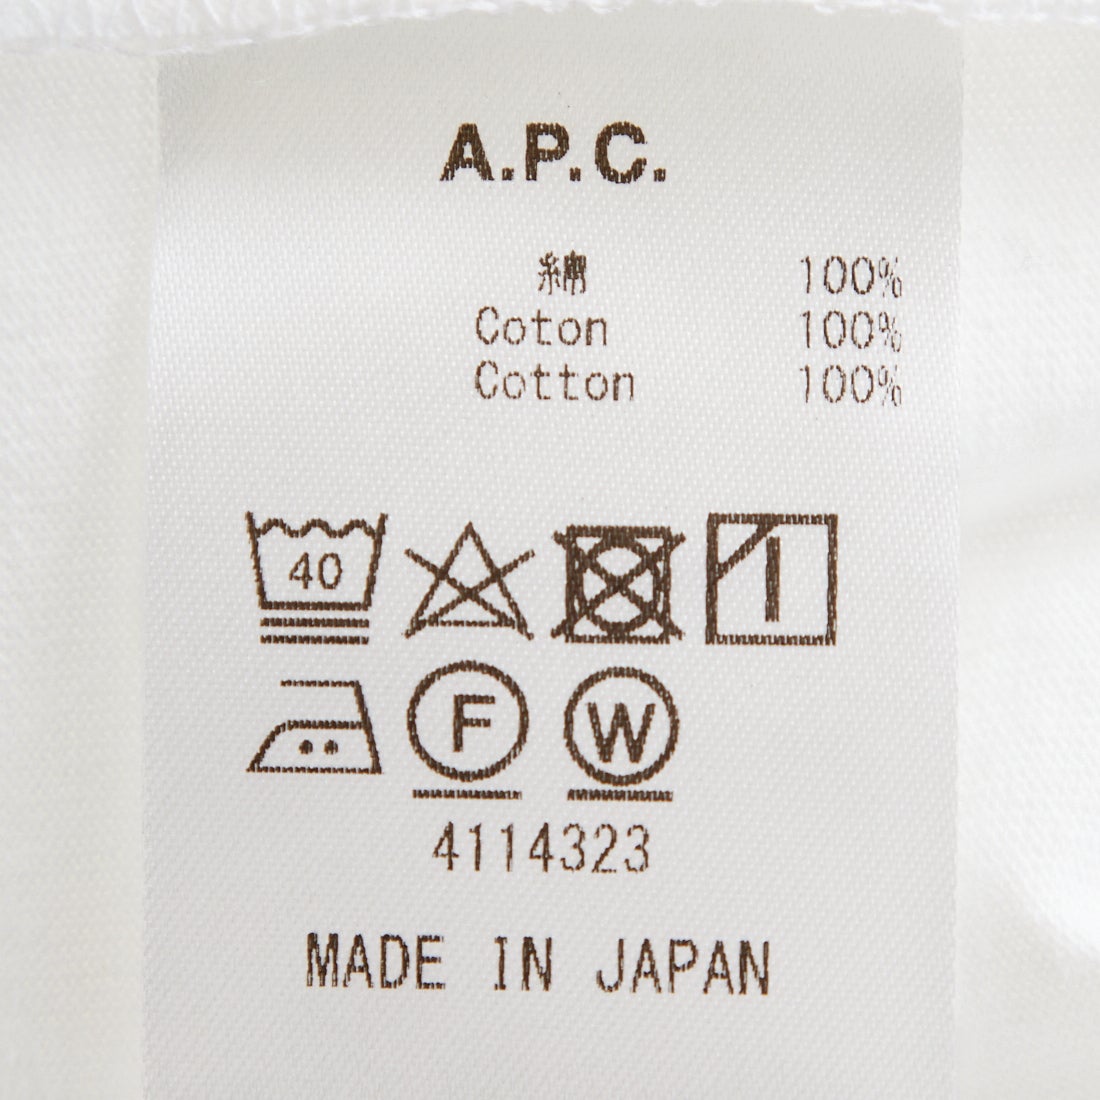 A.P.C.
綿 100%
Coton 100%
Cotton 100%
40
F W
4114323
MADE IN JAPAN